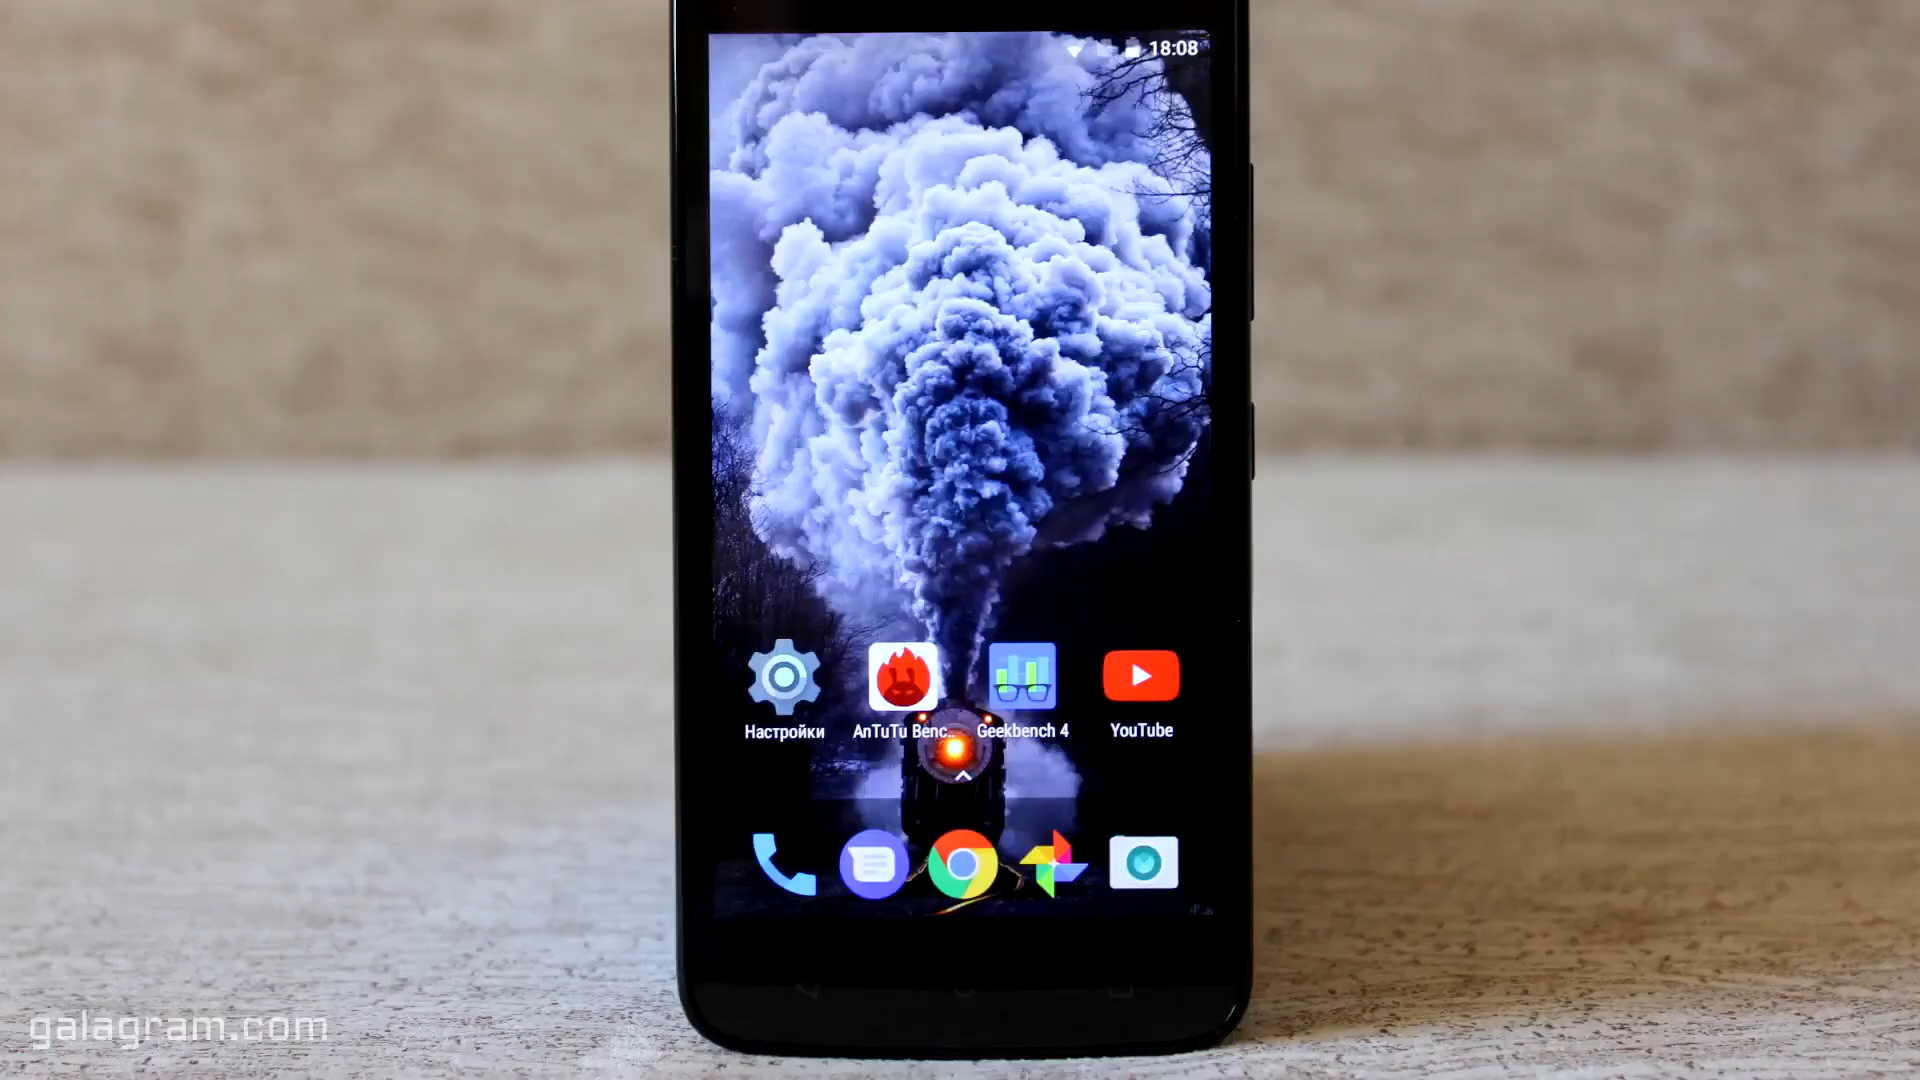 18:08
Настройки
AnTuTu Benc..
Geekbench 4
YouTube
galagram.com